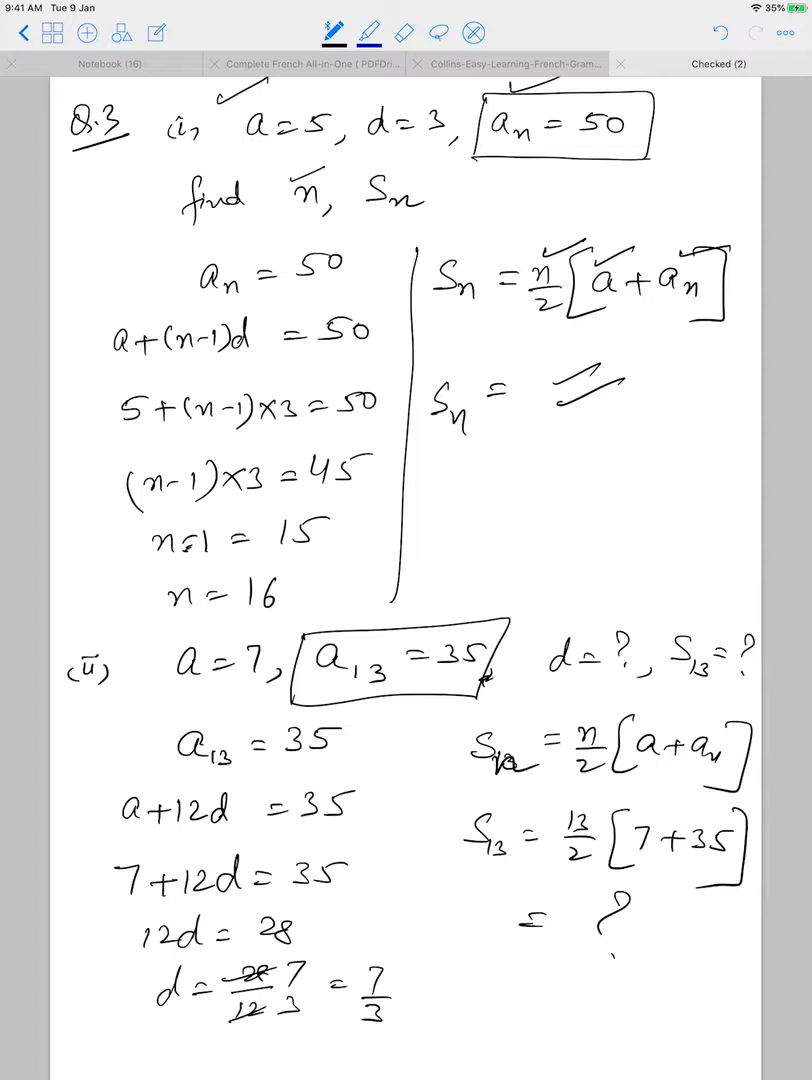 9:41 AM Tue 9 Jan
35%
Notebook (16)
Complete French All-in-One ( PDFDri...
Collins-Easy-Learning-French-Gram...
Checked (2)
Q.3 (i) a = 5, d = 3, aₙ = 50
find n, Sₙ
aₙ = 50
a+(n-1)d = 50
5+(n-1)×3 = 50
(n-1)×3 = 45
n-1 = 15
n = 16
Sₙ = n/2 [a + aₙ]
Sₙ =
(ii) a = 7, a₁₃ = 35 d = ?, S₁₃ = ?
a₁₃ = 35
a+12d = 35
7+12d = 35
12d = 28
d = 28/12 7/3 = 7/3
S₁₃ = n/2 [a+aₙ]
S₁₃ = 13/2 [7+35]
= ?